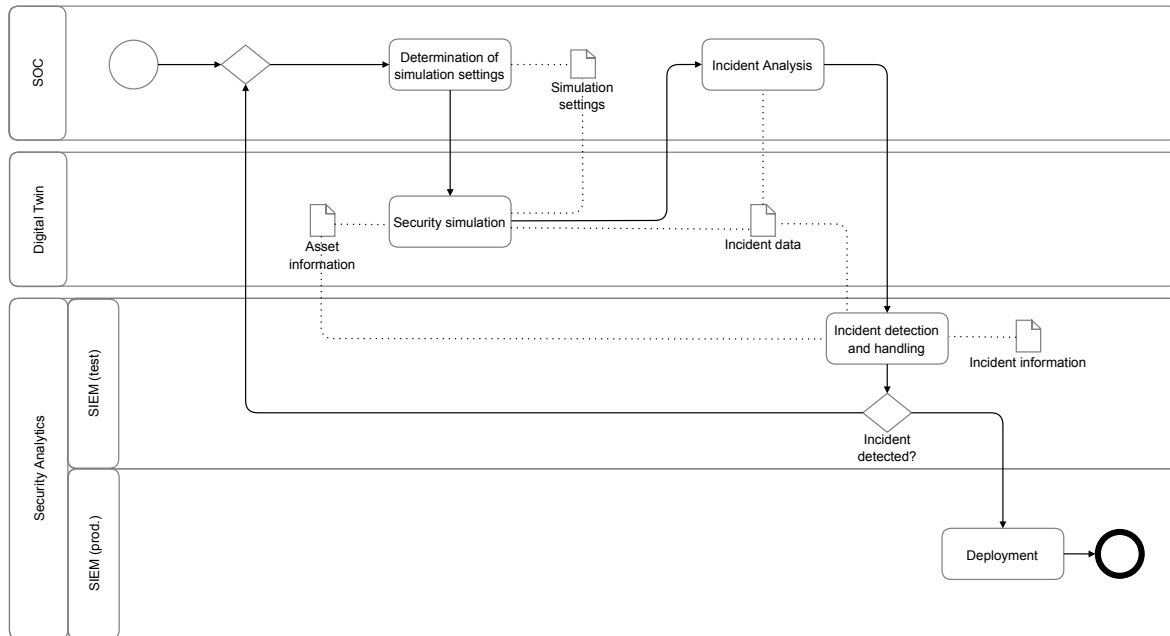 SOC
Determination of
simulation settings
Simulation
settings
Incident Analysis
Digital Twin
Asset
information
Security simulation
Incident data
Security Analytics
SIEM (test)
Incident detection
and handling
Incident information
Incident
detected?
SIEM (prod.)
Deployment